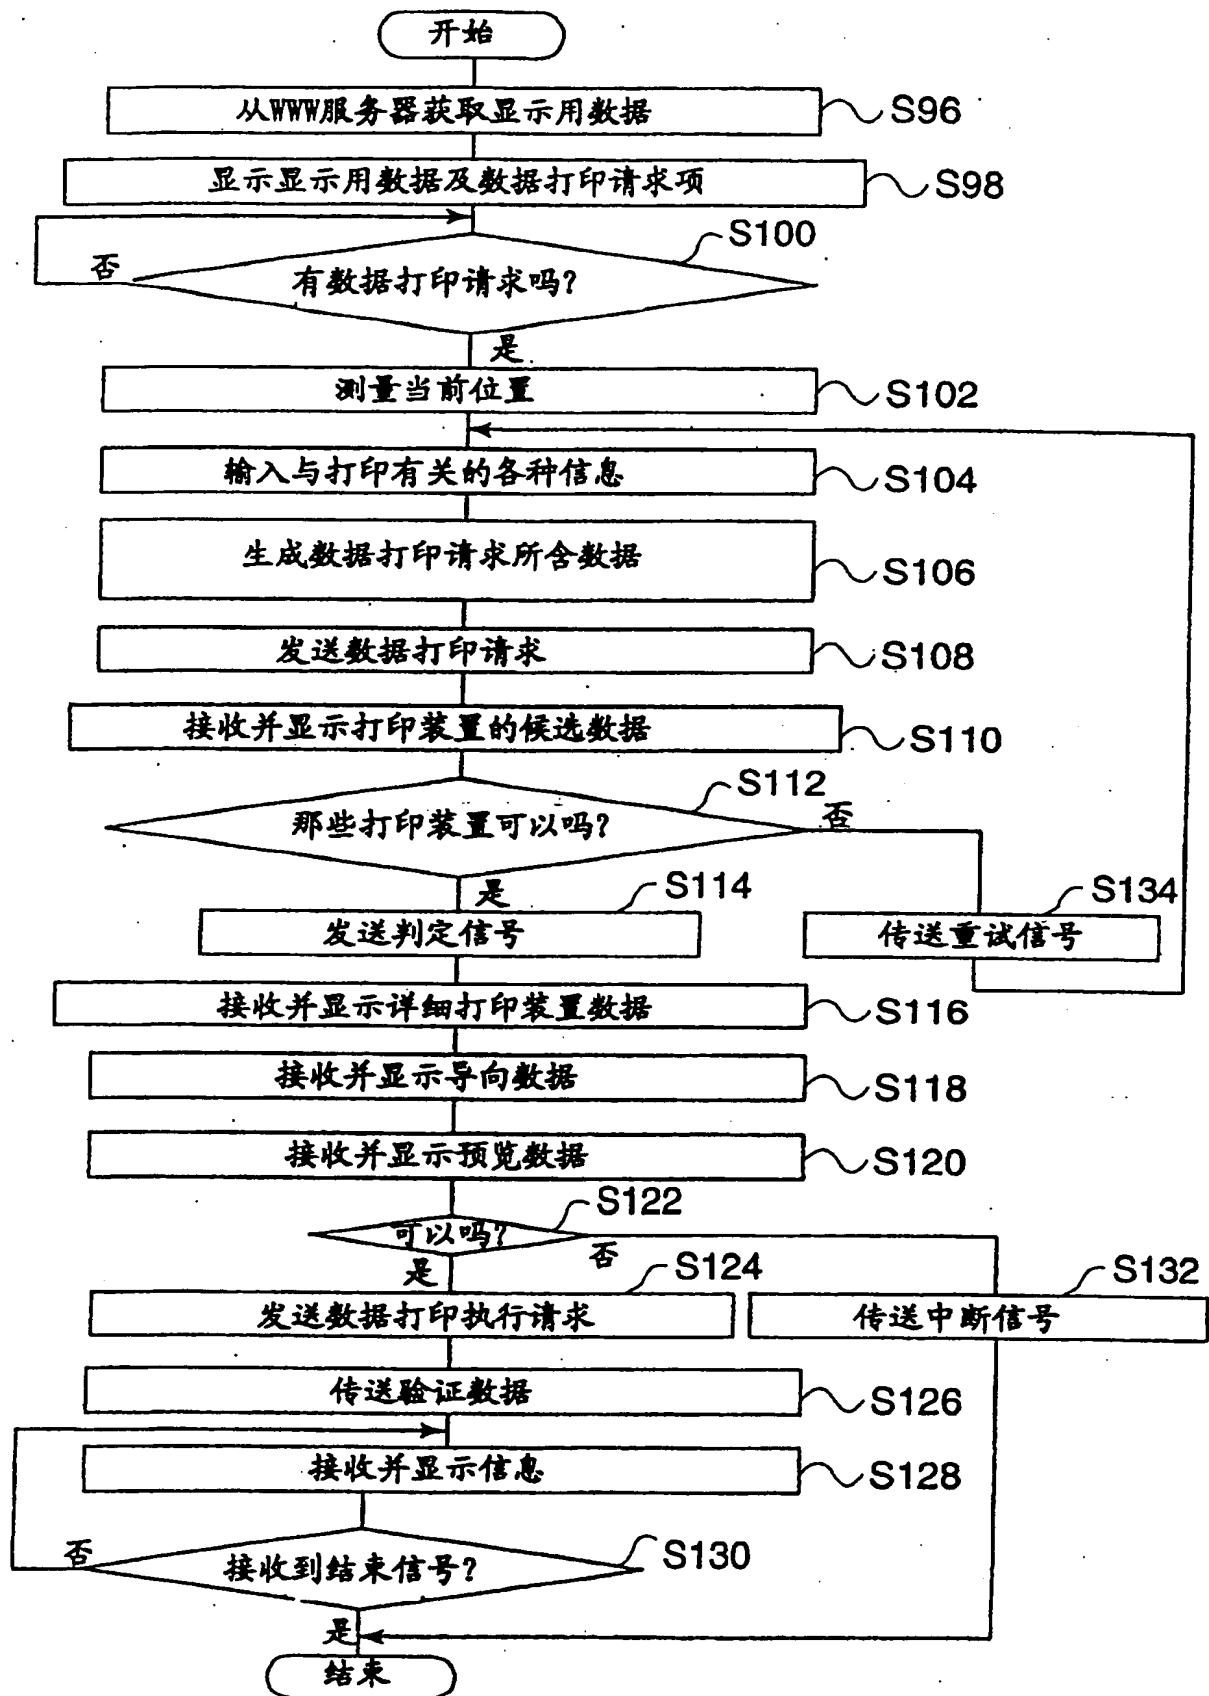 开始
从WWW服务器获取显示用数据
S96
显示显示用数据及数据打印请求项
S98
S100
否
有数据打印请求吗?
是
测量当前位置
S102
输入与打印有关的各种信息
S104
生成数据打印请求所含数据
S106
发送数据打印请求
S108
接收并显示打印装置的候选数据
S110
S112
那些打印装置可以吗?
否
是
S114
发送判定信号
S134
传送重试信号
接收并显示详细打印装置数据
S116
接收并显示导向数据
S118
接收并显示预览数据
S120
S122
可以吗?
否
是
S124
发送数据打印执行请求
S132
传送中断信号
传送验证数据
S126
接收并显示信息
S128
否
接收到结束信号?
S130
是
结束